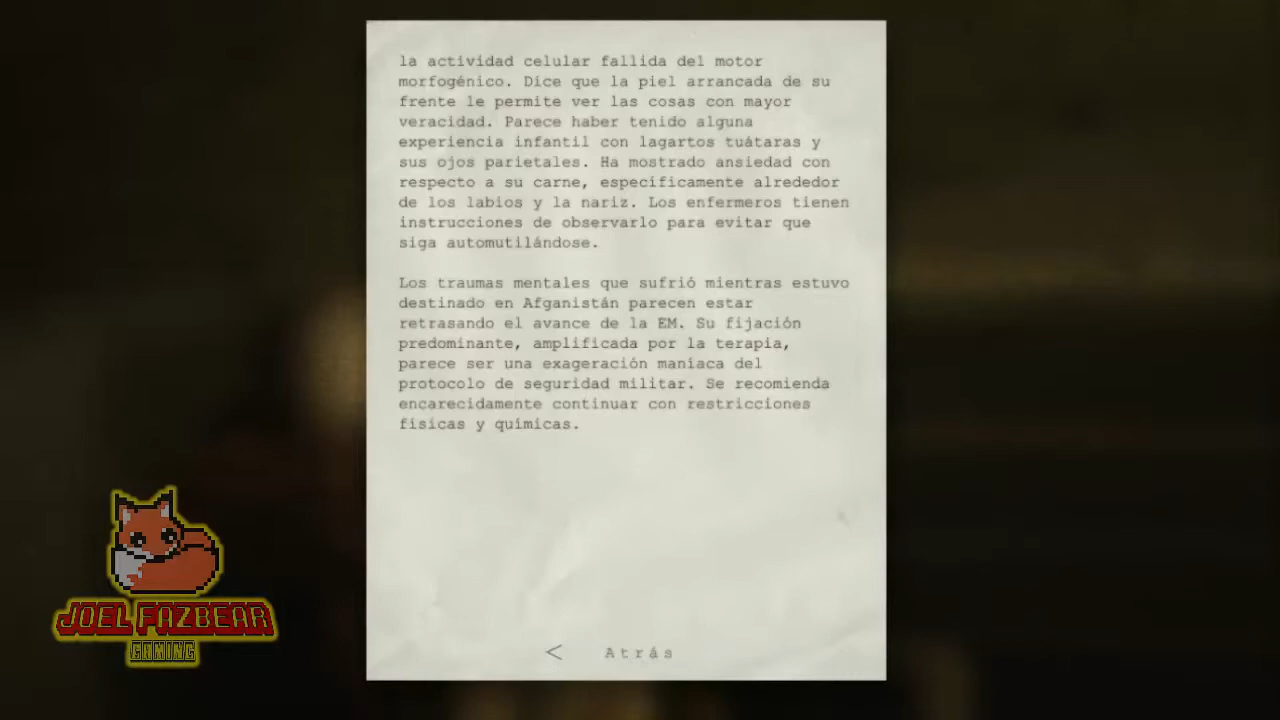 la actividad celular fallida del motor
morfogénico. Dice que la piel arrancada de su
frente le permite ver las cosas con mayor
veracidad. Parece haber tenido alguna
experiencia infantil con lagartos tuátaras y
sus ojos parietales. Ha mostrado ansiedad con
respecto a su carne, específicamente alrededor
de los labios y la nariz. Los enfermeros tienen
instrucciones de observarlo para evitar que
siga automutilándose.
Los traumas mentales que sufrió mientras estuvo
destinado en Afganistán parecen estar
retrasando el avance de la EM. Su fijación
predominante, amplificada por la terapia,
parece ser una exageración maníaca del
protocolo de seguridad militar. Se recomienda
encarecidamente continuar con restricciones
físicas y químicas.
< Atrás
JOEL FAZBEAR
GAMING